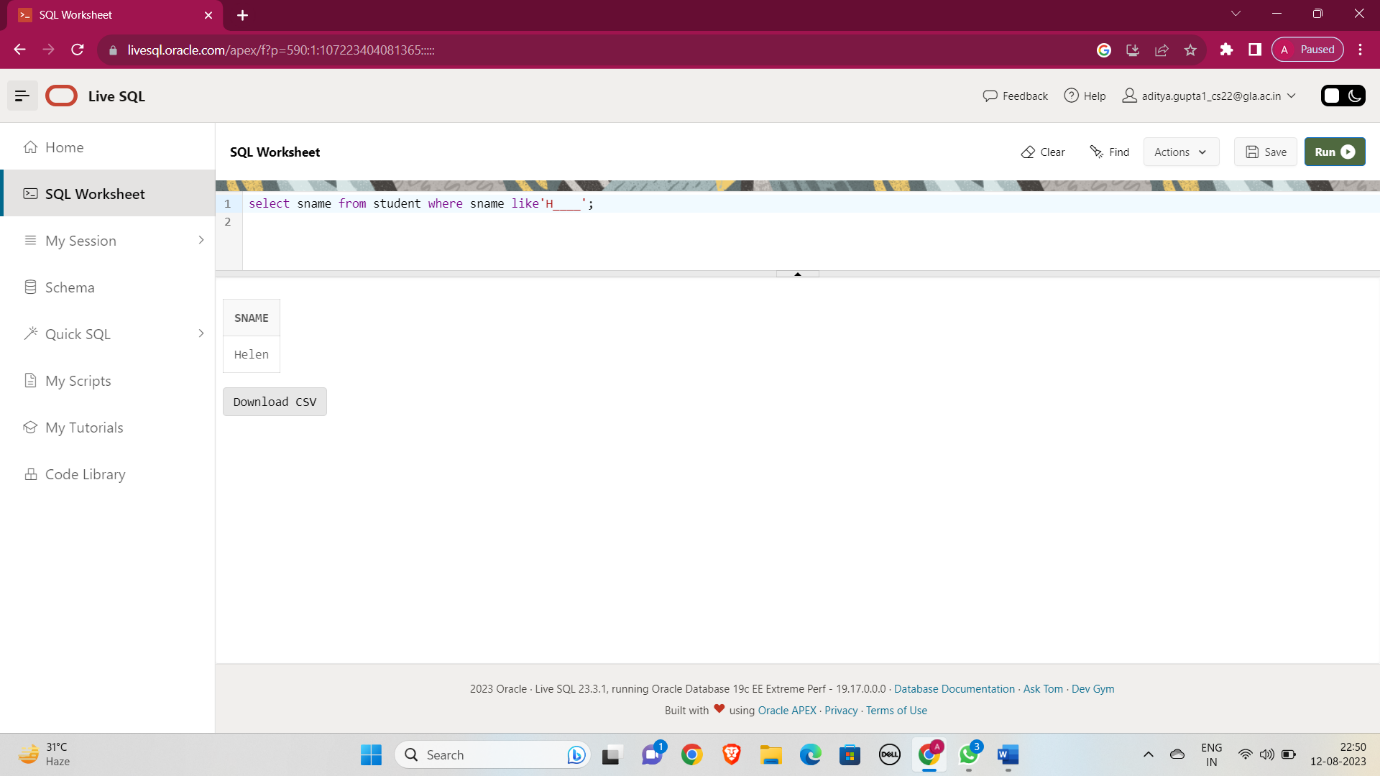 SQL Worksheet
livesql.oracle.com/apex/f?p=590:1:107223404081365:::::
A Paused
Live SQL
Feedback
Help
aditya.gupta1_cs22@gla.ac.in
Home
SQL Worksheet
My Session
Schema
Quick SQL
My Scripts
My Tutorials
Code Library
SQL Worksheet
Clear
Find
Actions
Save
Run
1 select sname from student where sname like'H____';
2
SNAME
Helen
Download CSV
2023 Oracle · Live SQL 23.3.1, running Oracle Database 19c EE Extreme Perf - 19.17.0.0.0 · Database Documentation · Ask Tom · Dev Gym
Built with ❤ using Oracle APEX · Privacy · Terms of Use
31°C
Haze
Search
1
DELL
A
3
W
ENG
IN
22:50
12-08-2023